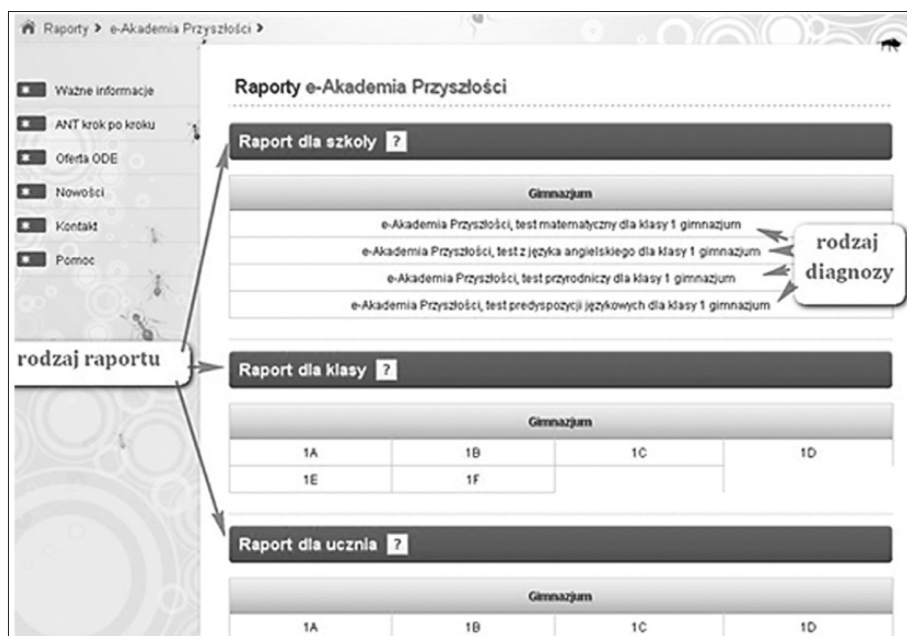 Raporty > e-Akademia Przyszłości >
Ważne informacje
ANT krok po kroku
Oferta ODE
Nowości
Kontakt
Pomoc
rodzaj raportu
Raporty e-Akademia Przyszłości
Raport dla szkoły ?
Gimnazjum
e-Akademia Przyszłości, test matematyczny dla klasy 1 gimnazjum
e-Akademia Przyszłości, test z języka angielskiego dla klasy 1 gimnazjum
e-Akademia Przyszłości, test przyrodniczy dla klasy 1 gimnazjum
e-Akademia Przyszłości, test predyspozycji językowych dla klasy 1 gimnazjum
rodzaj
diagnozy
Raport dla klasy ?
Gimnazjum
1A 1B 1C 1D
1E 1F
Raport dla ucznia ?
Gimnazjum
1A 1B 1C 1D